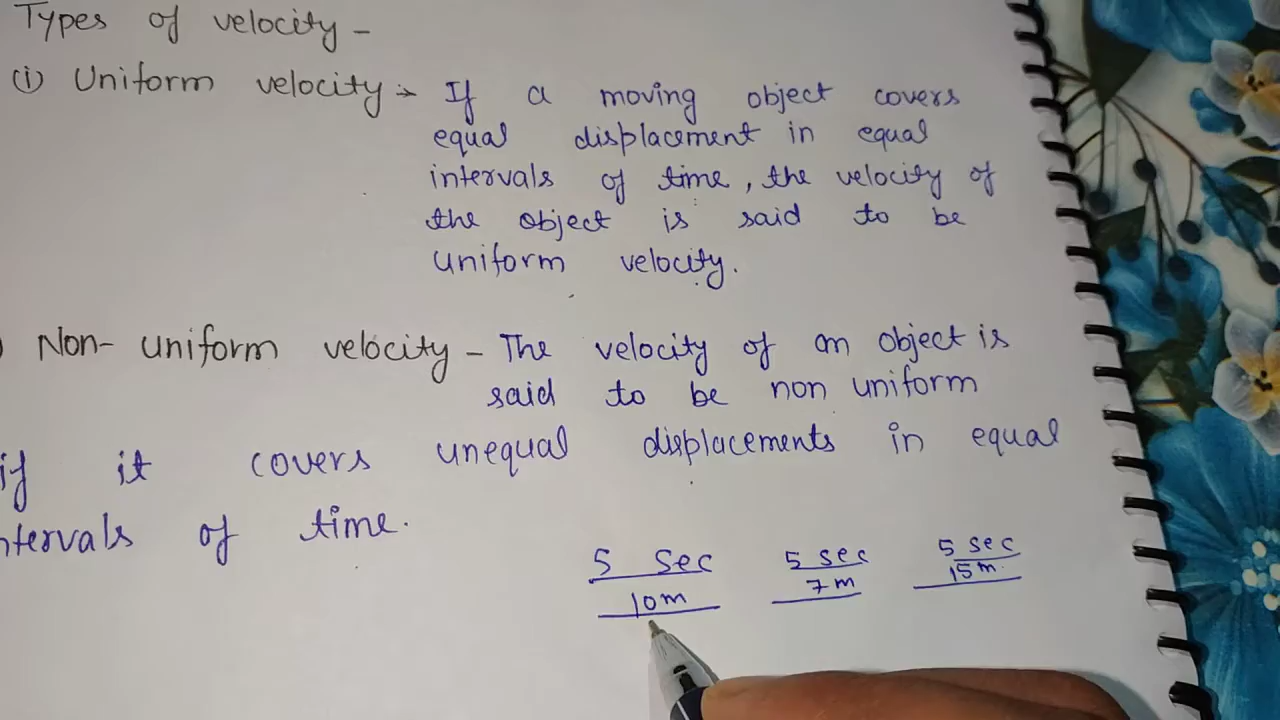 Types of velocity -
(i) Uniform velocity :- If a moving object covers
equal displacement in equal
intervals of time, the velocity of
the object is said to be
uniform velocity.
) Non- uniform velocity - The velocity of an object is
said to be non uniform
if it covers unequal displacements in equal
ntervals of time.
5 sec 5 sec 5 sec
10m 7m 15m.